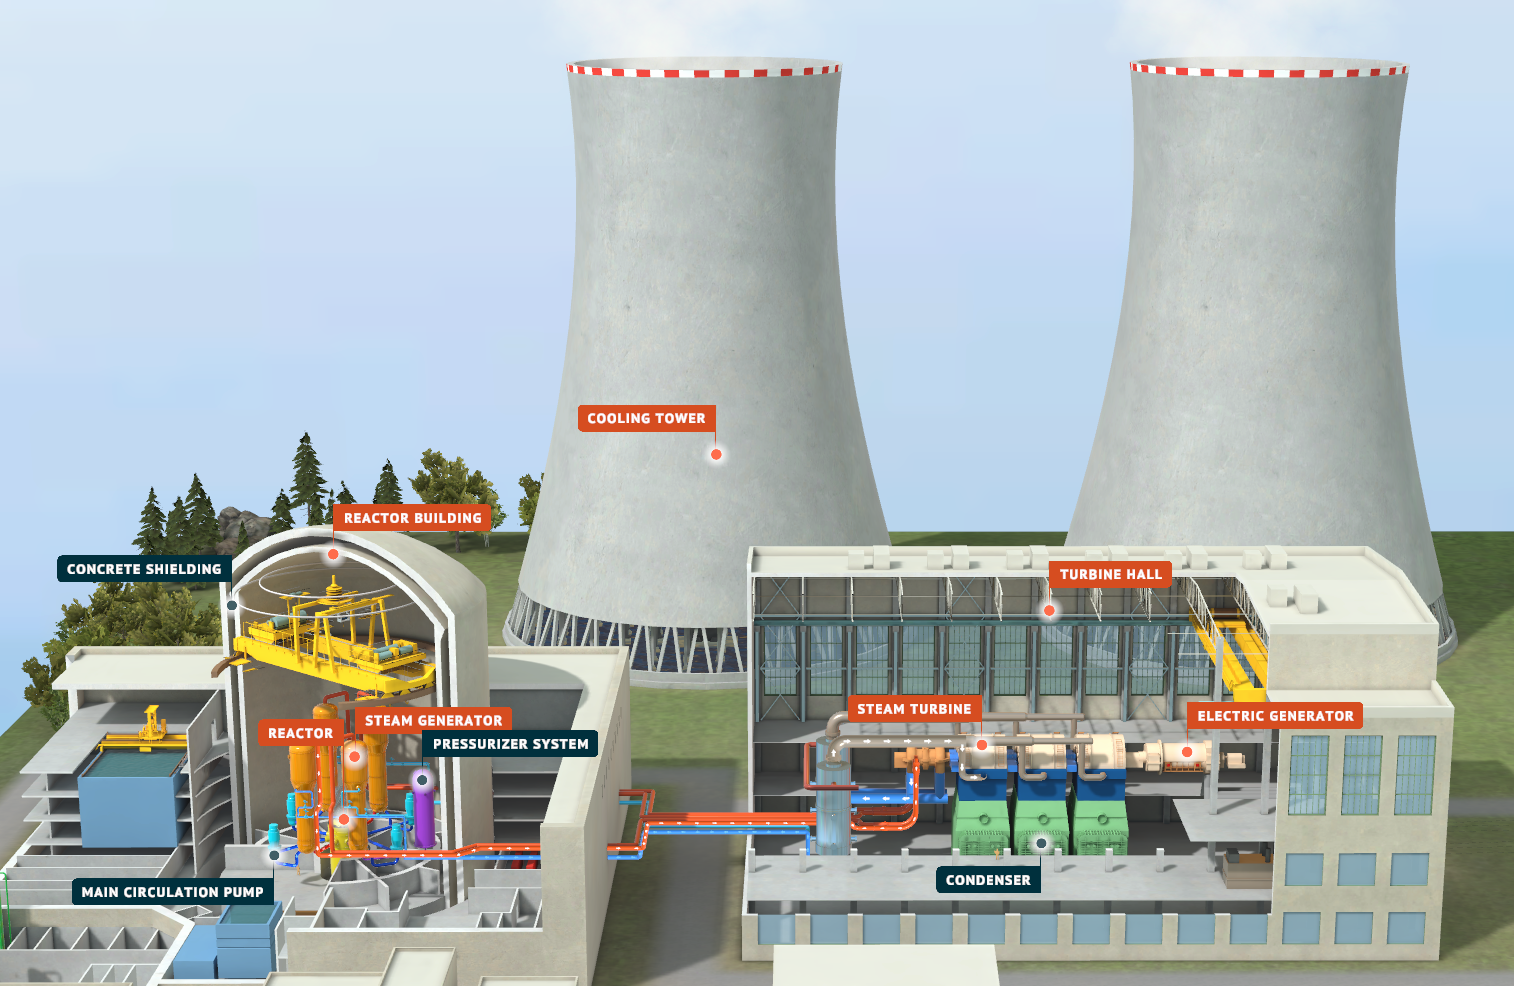 COOLING TOWER
REACTOR BUILDING
CONCRETE SHIELDING
TURBINE HALL
STEAM TURBINE
ELECTRIC GENERATOR
STEAM GENERATOR
REACTOR
PRESSURIZER SYSTEM
CONDENSER
MAIN CIRCULATION PUMP